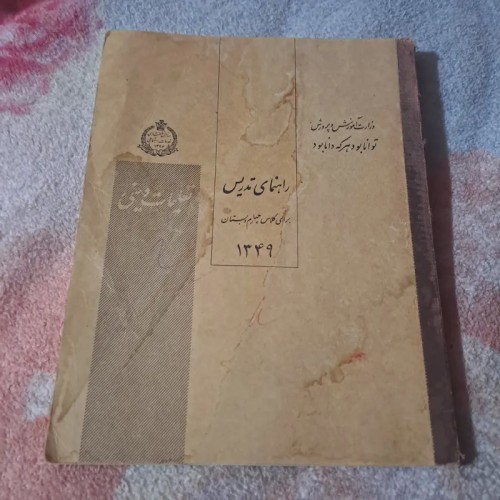 وزارت آموزش و پرورش
توانا بود هر که دانا بود
راهنمای تدریس
برای کلاس چهارم دبستان
۱۳۴۹
تعلیمات دینی